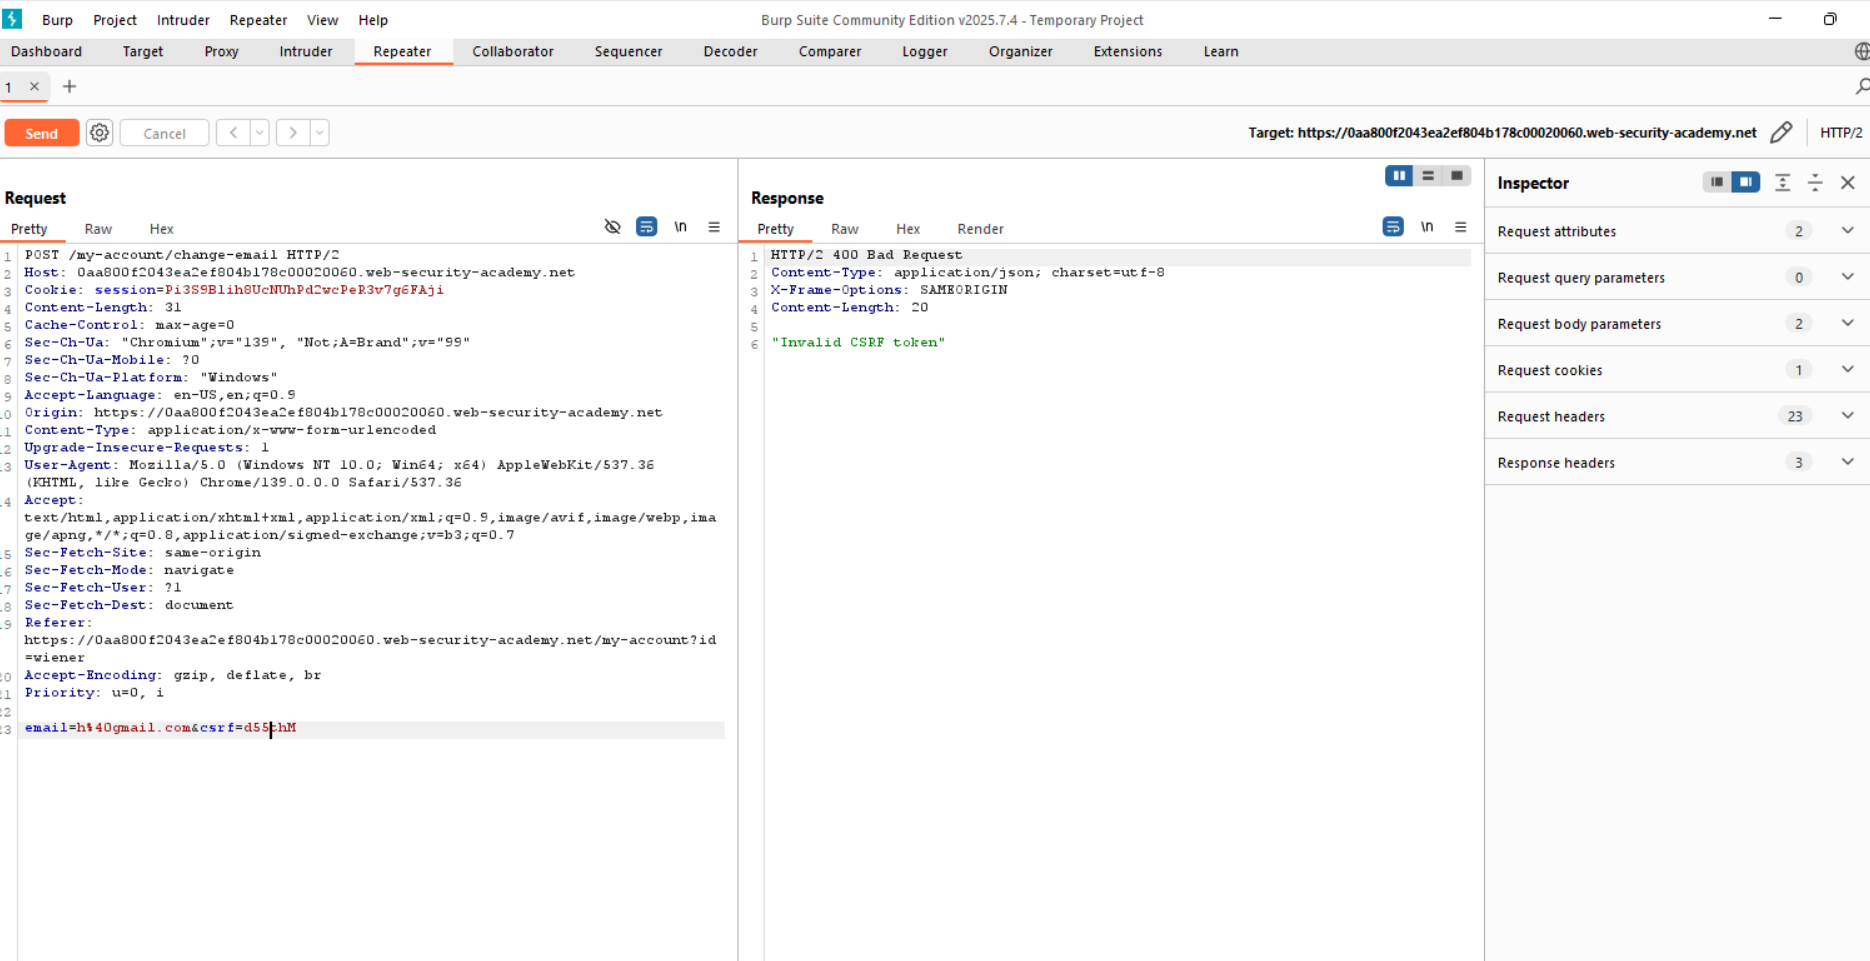 Burp Project Intruder Repeater View Help
Burp Suite Community Edition v2025.7.4 - Temporary Project
Dashboard Target Proxy Intruder Repeater Collaborator Sequencer Decoder Comparer Logger Organizer Extensions Learn
1
Send Cancel
Target: https://0aa800f2043ea2ef804b178c00020060.web-security-academy.net HTTP/2
Request
Pretty Raw Hex
\n
1 POST /my-account/change-email HTTP/2
2 Host: 0aa800f2043ea2ef804b178c00020060.web-security-academy.net
3 Cookie: session=Pi3S9Blih8UcNUhPd2wcPeR3v7g6FAji
4 Content-Length: 31
5 Cache-Control: max-age=0
6 Sec-Ch-Ua: "Chromium";v="139", "Not;A=Brand";v="99"
7 Sec-Ch-Ua-Mobile: ?0
8 Sec-Ch-Ua-Platform: "Windows"
9 Accept-Language: en-US,en;q=0.9
10 Origin: https://0aa800f2043ea2ef804b178c00020060.web-security-academy.net
11 Content-Type: application/x-www-form-urlencoded
12 Upgrade-Insecure-Requests: 1
13 User-Agent: Mozilla/5.0 (Windows NT 10.0; Win64; x64) AppleWebKit/537.36
(KHTML, like Gecko) Chrome/139.0.0.0 Safari/537.36
14 Accept:
text/html,application/xhtml+xml,application/xml;q=0.9,image/avif,image/webp,ima
ge/apng,*/*;q=0.8,application/signed-exchange;v=b3;q=0.7
15 Sec-Fetch-Site: same-origin
16 Sec-Fetch-Mode: navigate
17 Sec-Fetch-User: ?1
18 Sec-Fetch-Dest: document
19 Referer:
https://0aa800f2043ea2ef804b178c00020060.web-security-academy.net/my-account?id
=wiener
20 Accept-Encoding: gzip, deflate, br
21 Priority: u=0, i
22
23 email=h%40gmail.com&csrf=d55thM
Response
Pretty Raw Hex Render
\n
1 HTTP/2 400 Bad Request
2 Content-Type: application/json; charset=utf-8
3 X-Frame-Options: SAMEORIGIN
4 Content-Length: 20
5
6 "Invalid CSRF token"
Inspector
Request attributes 2
Request query parameters 0
Request body parameters 2
Request cookies 1
Request headers 23
Response headers 3